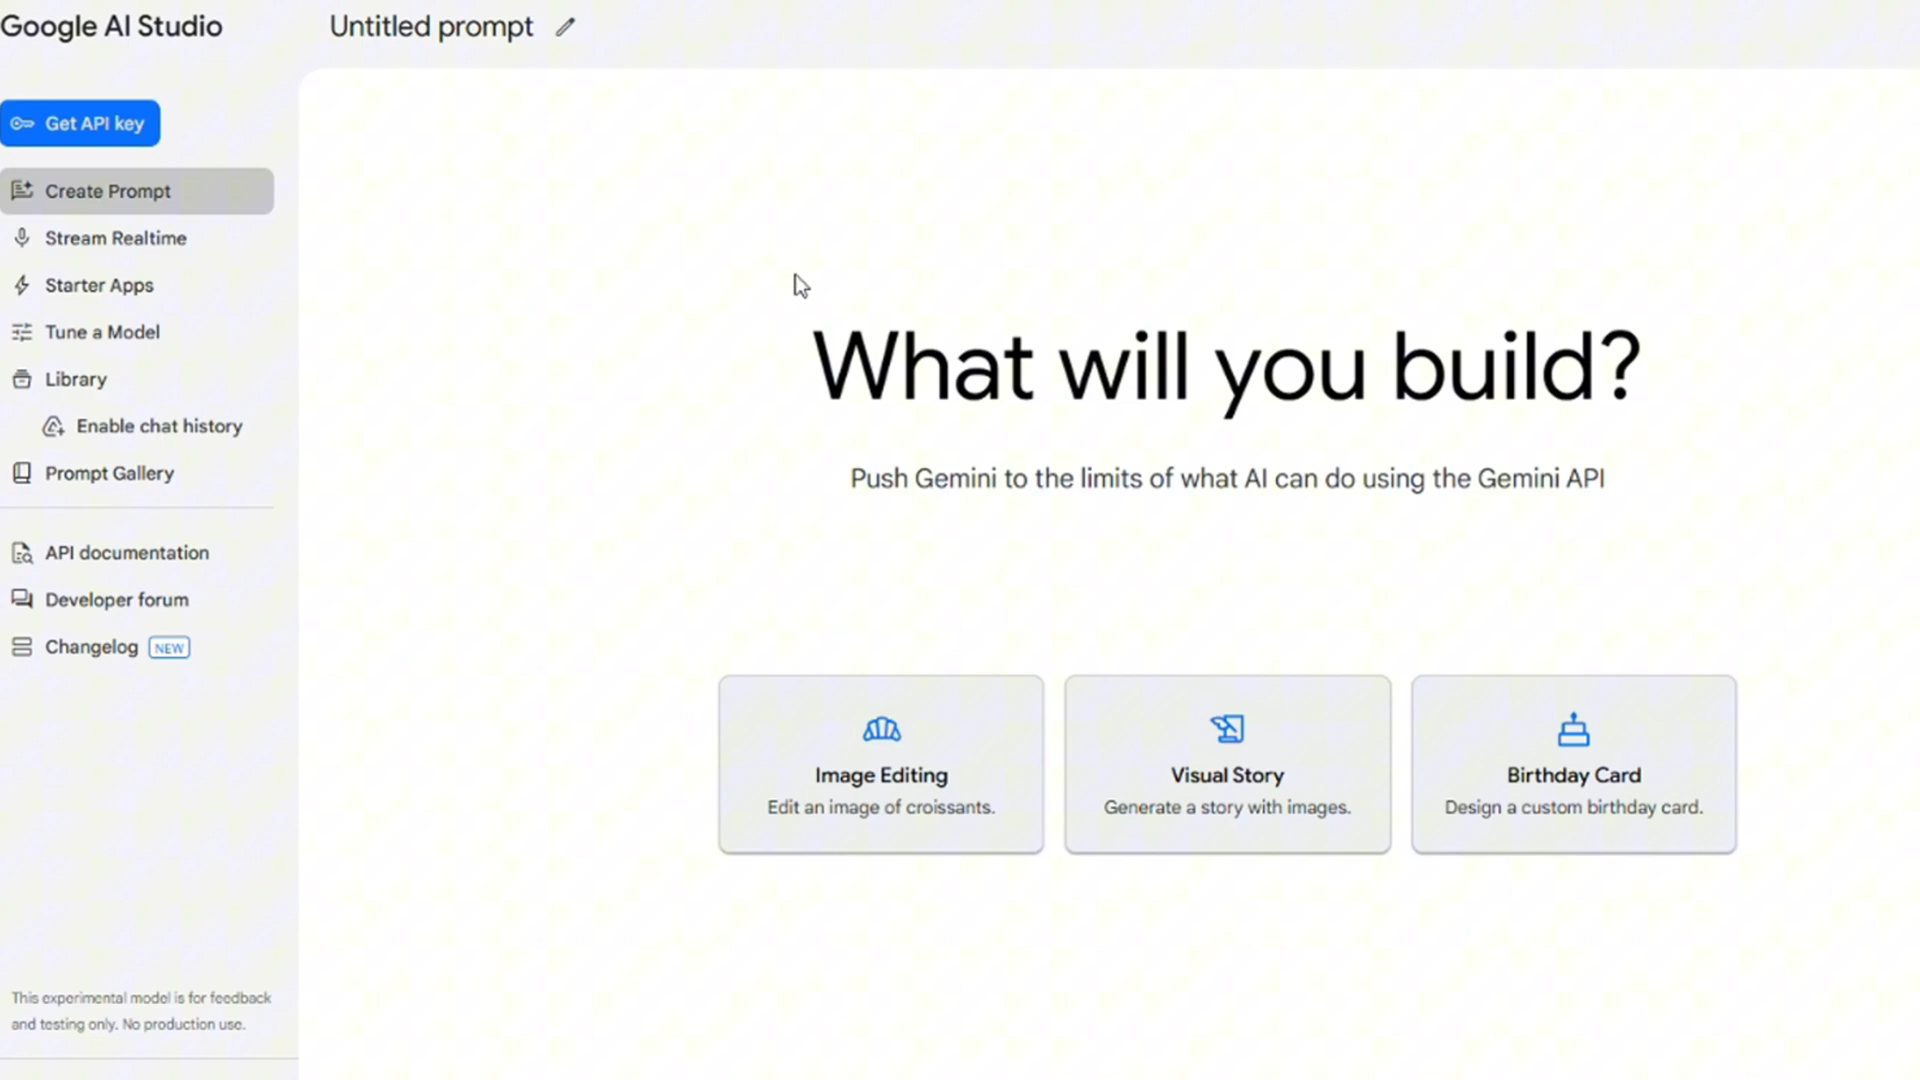 Google AI Studio
Untitled prompt
Get API key
Create Prompt
Stream Realtime
Starter Apps
Tune a Model
Library
Enable chat history
Prompt Gallery
API documentation
Developer forum
Changelog NEW
This experimental model is for feedback
and testing only. No production use.
What will you build?
Push Gemini to the limits of what AI can do using the Gemini API
Image Editing
Edit an image of croissants.
Visual Story
Generate a story with images.
Birthday Card
Design a custom birthday card.